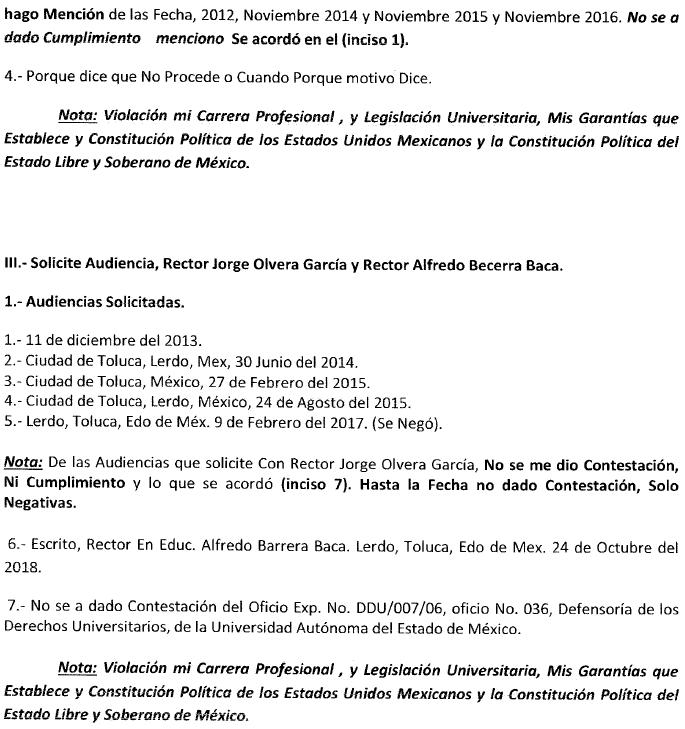 hago Mención de las Fecha, 2012, Noviembre 2014 y Noviembre 2015 y Noviembre 2016. No se a
dado Cumplimiento menciono Se acordó en el (inciso 1).
4.- Porque dice que No Procede o Cuando Porque motivo Dice.
Nota: Violación mi Carrera Profesional , y Legislación Universitaria, Mis Garantías que
Establece y Constitución Política de los Estados Unidos Mexicanos y la Constitución Política del
Estado Libre y Soberano de México.
III.- Solicite Audiencia, Rector Jorge Olvera García y Rector Alfredo Becerra Baca.
1.- Audiencias Solicitadas.
1.- 11 de diciembre del 2013.
2.- Ciudad de Toluca, Lerdo, Mex, 30 Junio del 2014.
3.- Ciudad de Toluca, México, 27 de Febrero del 2015.
4.- Ciudad de Toluca, Lerdo, México, 24 de Agosto del 2015.
5.- Lerdo, Toluca, Edo de Méx. 9 de Febrero del 2017. (Se Negó).
Nota: De las Audiencias que solicite Con Rector Jorge Olvera García, No se me dio Contestación,
Ni Cumplimiento y lo que se acordó (inciso 7). Hasta la Fecha no dado Contestación, Solo
Negativas.
6.- Escrito, Rector En Educ. Alfredo Barrera Baca. Lerdo, Toluca, Edo de Mex. 24 de Octubre del
2018.
7.- No se a dado Contestación del Oficio Exp. No. DDU/007/06, oficio No. 036, Defensoría de los
Derechos Universitarios, de la Universidad Autónoma del Estado de México.
Nota: Violación mi Carrera Profesional , y Legislación Universitaria, Mis Garantías que
Establece y Constitución Política de los Estados Unidos Mexicanos y la Constitución Política del
Estado Libre y Soberano de México.